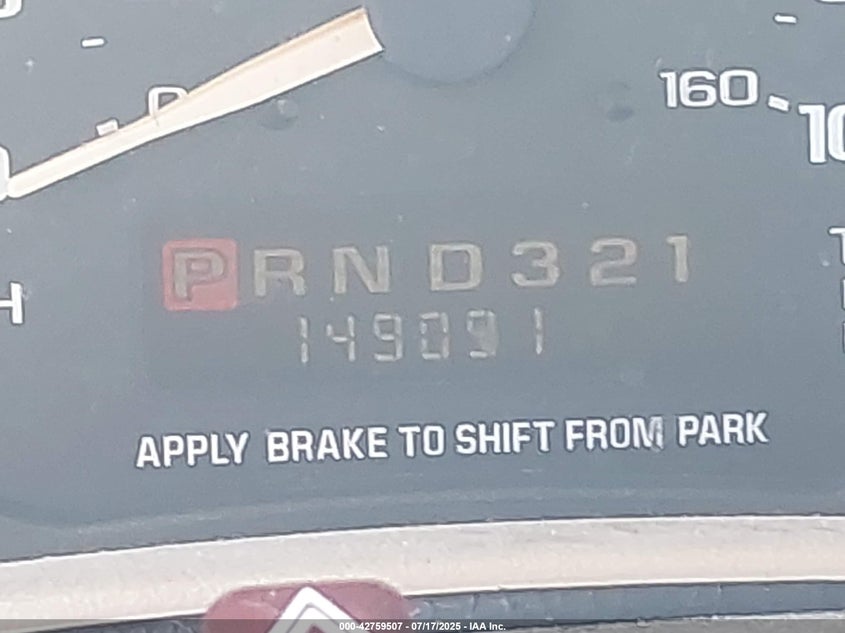 160
PRND321
149091
APPLY BRAKE TO SHIFT FROM PARK
000-42759507 - 07/17/2025 - IAA Inc.